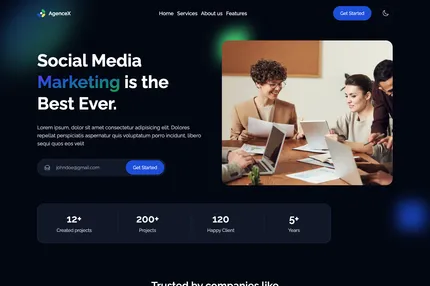 AgenceX
Home Services About us Features
Get Started
Social Media
Marketing is the
Best Ever.
Lorem ipsum, dolor sit amet consectetur adipisicing elit. Dolores
repellat perspiciatis aspernatur quis voluptatum porro incidunt, libero
sequi quos eos velit
johndoe@gmail.com
Get Started
12+
Created projects
200+
Projects
120
Happy Client
5+
Years
Trusted by companies like